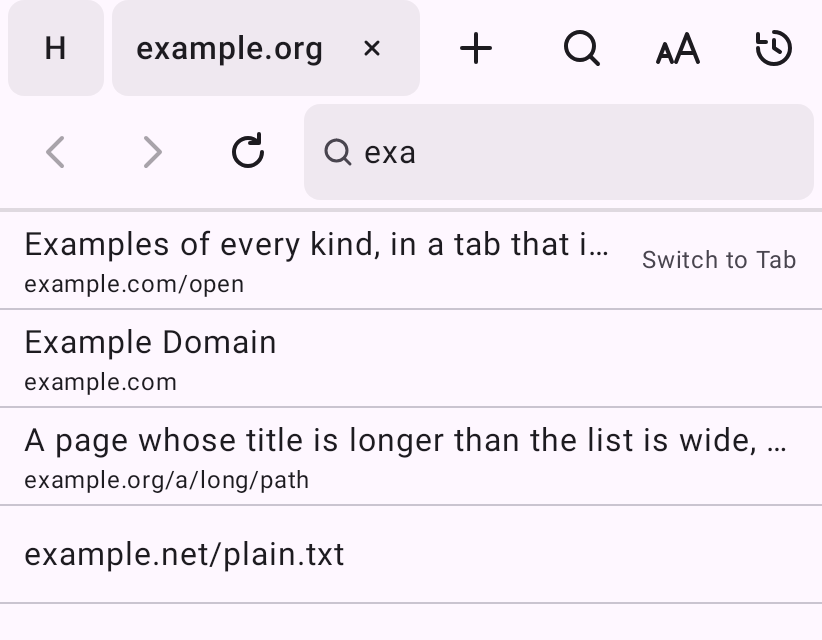 H
example.org
AA
exa
Examples of every kind, in a tab that i…
Switch to Tab
example.com/open
Example Domain
example.com
A page whose title is longer than the list is wide, …
example.org/a/long/path
example.net/plain.txt